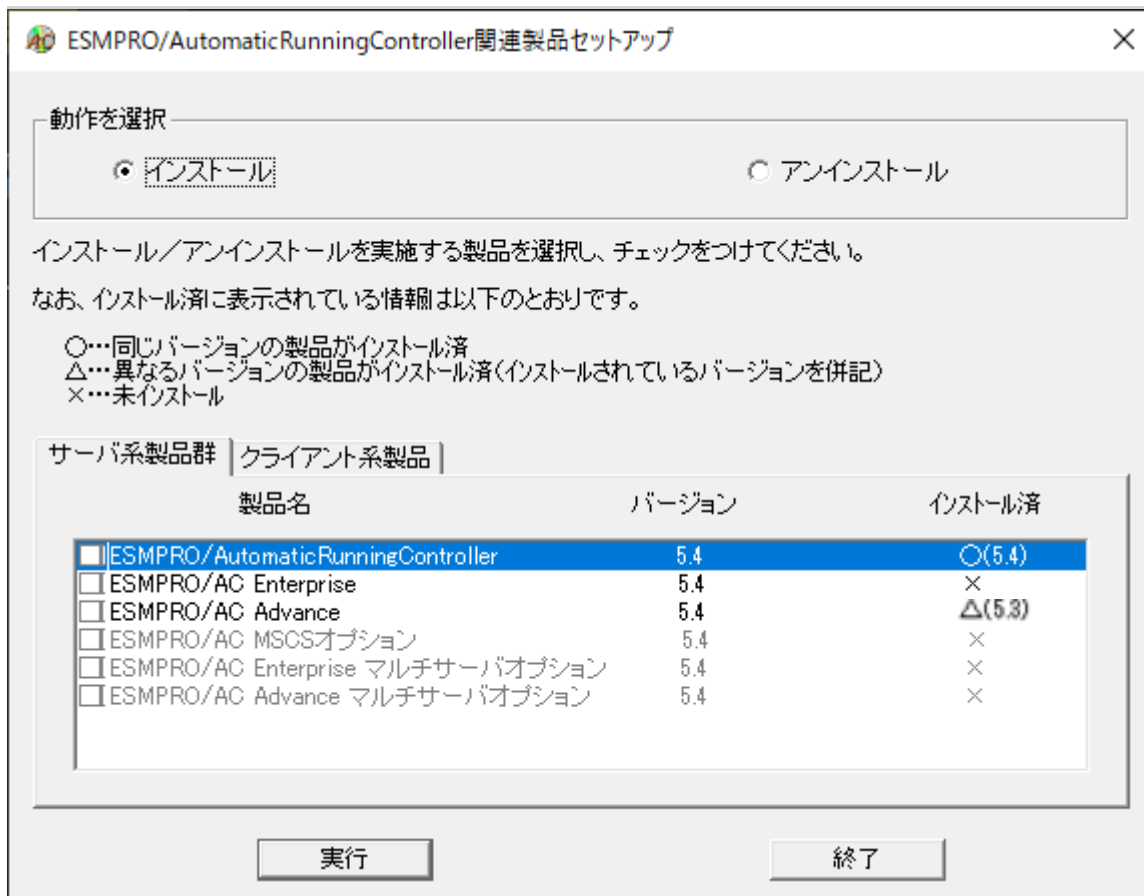 ESMPRO/AutomaticRunningController関連製品セットアップ
動作を選択
インストール アンインストール
インストール／アンインストールを実施する製品を選択し、チェックをつけてください。
なお、インストール済に表示されている情報は以下のとおりです。
○･･･同じバージョンの製品がインストール済
△･･･異なるバージョンの製品がインストール済(インストールされているバージョンを併記)
×･･･未インストール
サーバ系製品群 クライアント系製品
製品名 バージョン インストール済
ESMPRO/AutomaticRunningController 5.4 ○(5.4)
ESMPRO/AC Enterprise 5.4 ×
ESMPRO/AC Advance 5.4 △(5.3)
ESMPRO/AC MSCSオプション 5.4 ×
ESMPRO/AC Enterprise マルチサーバオプション 5.4 ×
ESMPRO/AC Advance マルチサーバオプション 5.4 ×
実行 終了